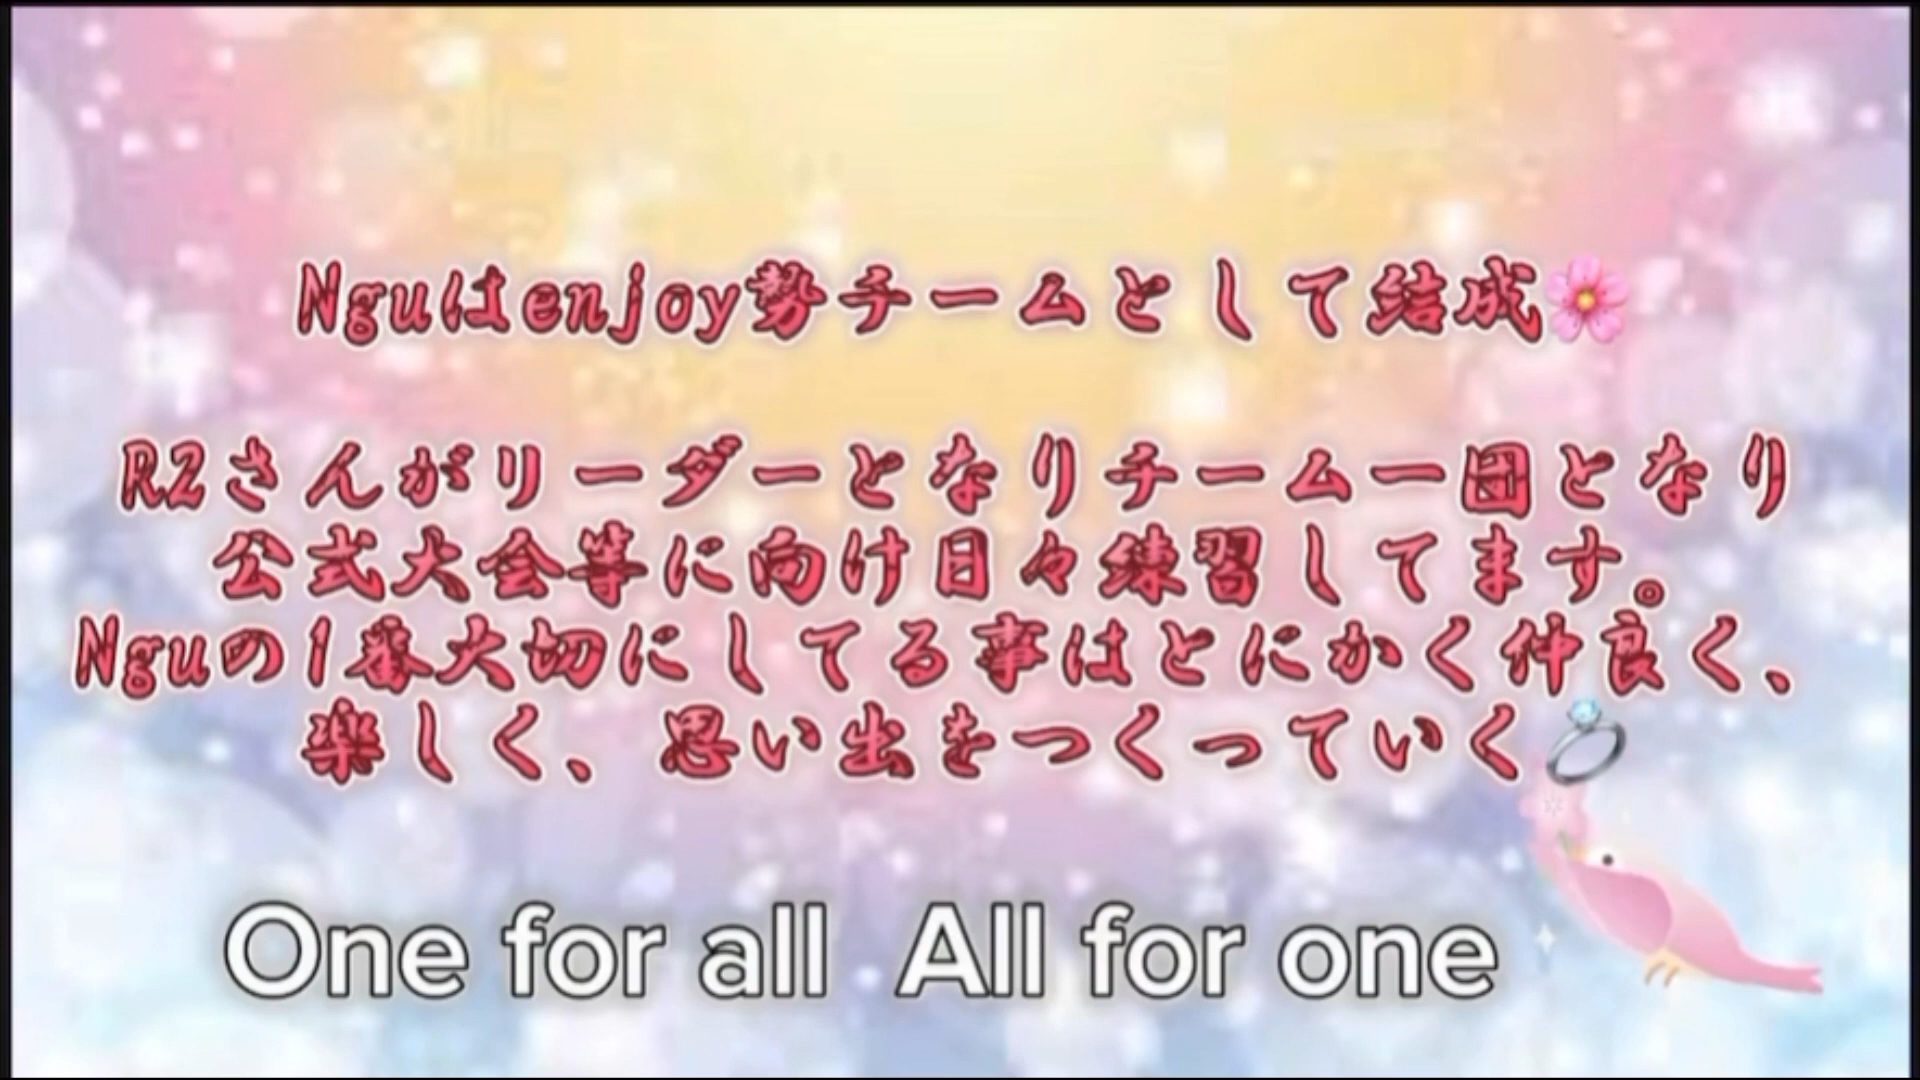 Nguはenjoy勢チームとして結成🌸
R2さんがリーダーとなりチーム一団となり
公式大会等に向け日々練習してます。
Nguの1番大切にしてる事はとにかく仲良く、
楽しく、思い出をつくっていく💍
One for all All for one